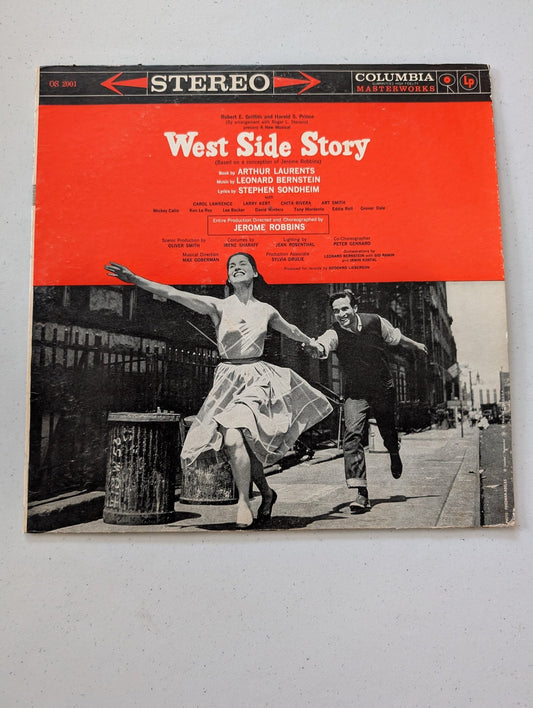 OS 2001 STEREO COLUMBIA Lp
MASTERWORKS
Robert E. Griffith and Harold S. Prince
(By arrangement with Roger L. Stevens)
present A New Musical
West Side Story
(Based on a conception of Jerome Robbins)
Book by ARTHUR LAURENTS
Music by LEONARD BERNSTEIN
Lyrics by STEPHEN SONDHEIM
with
CAROL LAWRENCE LARRY KERT CHITA RIVERA ART SMITH
Mickey Calin Ken Le Roy Lee Becker David Winters Tony Mordente Eddie Roll Grover Dale
Entire Production Directed and Choreographed by
JEROME ROBBINS
Scenic Production by Costumes by Lighting by Co-Choreographer
OLIVER SMITH IRENE SHARAFF JEAN ROSENTHAL PETER GENNARO
Musical Direction Production Associate Orchestrations by
MAX GOBERMAN SYLVIA DRULIE LEONARD BERNSTEIN with SID RAMIN
and IRWIN KOSTAL
Produced for records by GODDARD LIEBERSON